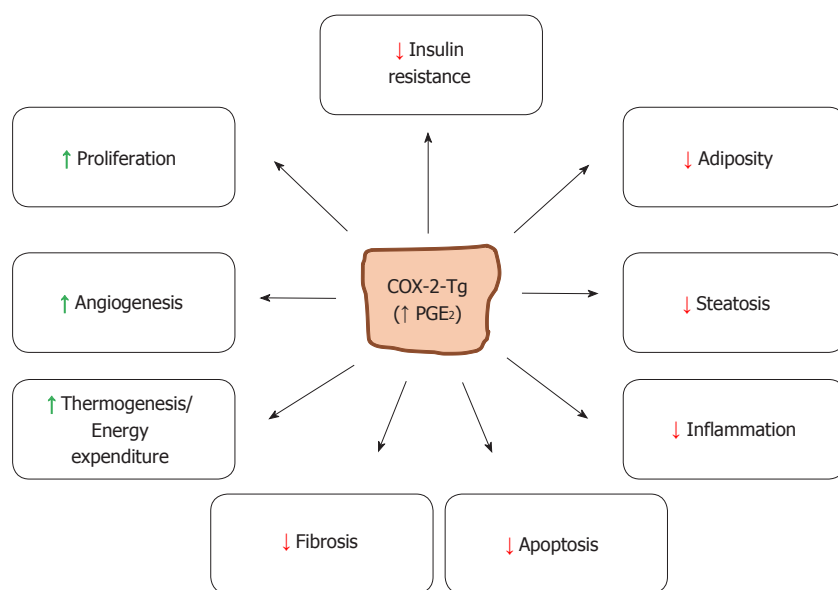 ↓ Insulin
resistance
↑ Proliferation
↓ Adiposity
COX-2-Tg
(↑ PGE₂)
↑ Angiogenesis
↓ Steatosis
↑ Thermogenesis/
Energy
expenditure
↓ Inflammation
↓ Fibrosis
↓ Apoptosis